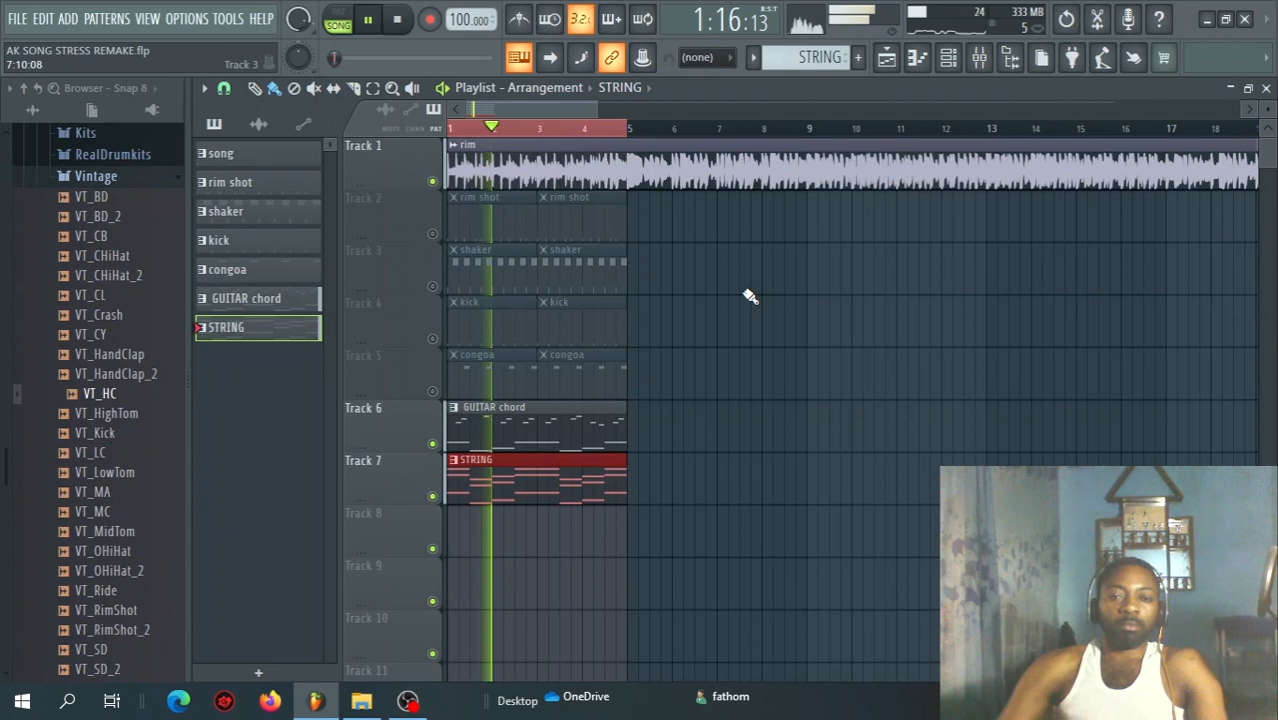 FILE EDIT ADD PATTERNS VIEW OPTIONS TOOLS HELP
PAT
SONG
100.000
3.2
1:16:13
B:S:T
24
333 MB
5
AK SONG STRESS REMAKE.flp
7:10:08
Track 3
(none)
STRING
Browser - Snap 8
Playlist - Arrangement
STRING
NOTE CHAN PAT
1 3 4 5 6 7 8 9 10 11 12 13 14 15 16 17 18
Kits
RealDrumkits
Vintage
VT_BD
VT_BD_2
VT_CB
VT_CHiHat
VT_CHiHat_2
VT_CL
VT_Crash
VT_CY
VT_HandClap
VT_HandClap_2
VT_HC
VT_HighTom
VT_Kick
VT_LC
VT_LowTom
VT_MA
VT_MC
VT_MidTom
VT_OHiHat
VT_OHiHat_2
VT_Ride
VT_RimShot
VT_RimShot_2
VT_SD
VT_SD_2
song
rim shot
shaker
kick
congoa
GUITAR chord
STRING
Track 1
rim
Track 2
rim shot
rim shot
Track 3
shaker
shaker
Track 4
kick
kick
Track 5
congoa
congoa
Track 6
GUITAR chord
Track 7
STRING
Track 8
Track 9
Track 10
Track 11
Desktop
OneDrive
fathom